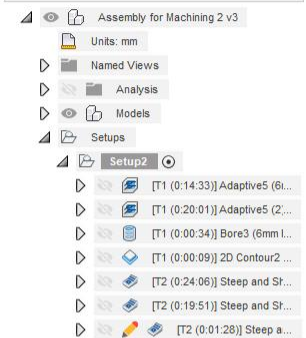 Assembly for Machining 2 v3
Units: mm
Named Views
Analysis
Models
Setups
Setup2
[T1 (0:14:33)] Adaptive5 (6(...
[T1 (0:20:01)] Adaptive5 (2)...
[T1 (0:00:34)] Bore3 (6mm l...
[T1 (0:00:09)] 2D Contour2 ...
[T2 (0:24:06)] Steep and Sh...
[T2 (0:19:51)] Steep and Sh...
[T2 (0:01:28)] Steep a...